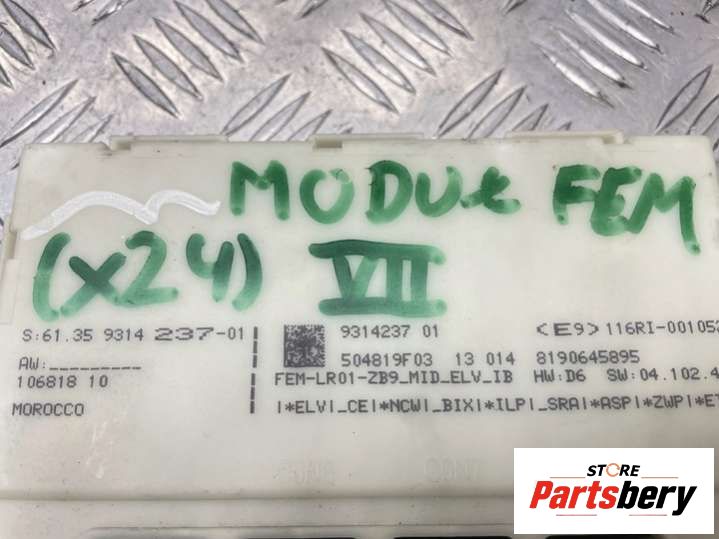 MODUŁ FEM
(X24) VII
S:61.35 9314 237-01
AW:_________
106818 10
MOROCCO
9314237 01
504819F03 13 014
FEM-LR01-ZB9_MID_ELV_IB
|*ELV|_CE|*NCW|_BIX|*ILP|_SRA|*ASP|*ZWP|*E
<E9>116RI-00105
8190645895
HW:D6 SW:04.102.4
STORE
Partsbery